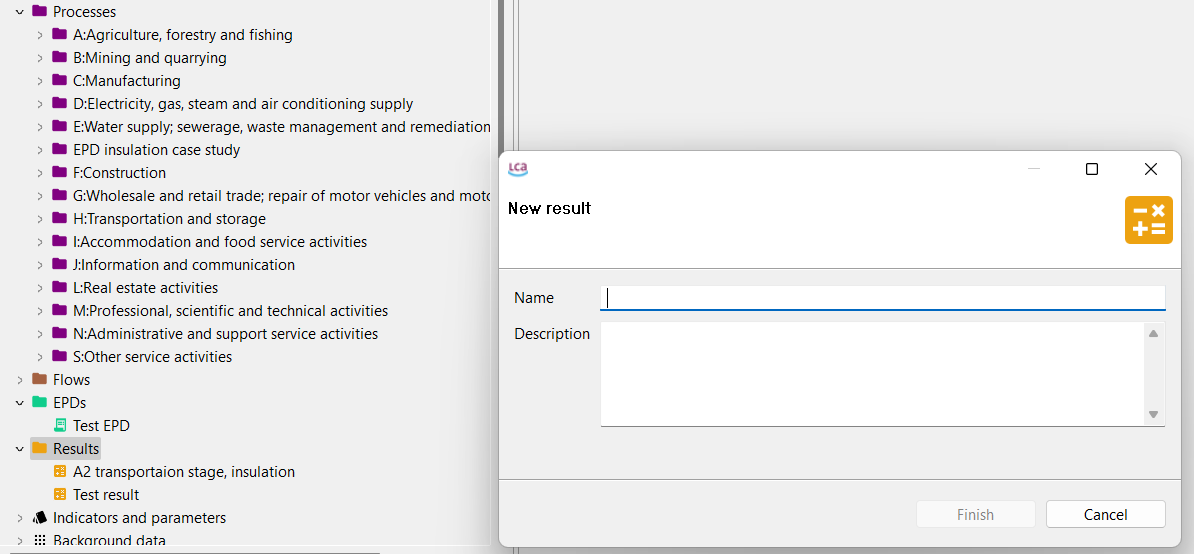 Processes
A:Agriculture, forestry and fishing
B:Mining and quarrying
C:Manufacturing
D:Electricity, gas, steam and air conditioning supply
E:Water supply; sewerage, waste management and remediation
EPD insulation case study
F:Construction
G:Wholesale and retail trade; repair of motor vehicles and moto
H:Transportation and storage
I:Accommodation and food service activities
J:Information and communication
L:Real estate activities
M:Professional, scientific and technical activities
N:Administrative and support service activities
S:Other service activities
Flows
EPDs
Test EPD
Results
A2 transportaion stage, insulation
Test result
Indicators and parameters
Background data
LCA
New result
Name
Description
Finish
Cancel